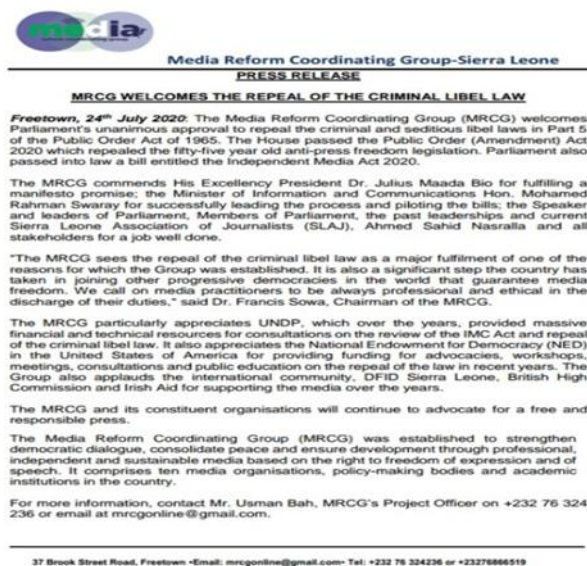 media
Media Reform Coordinating Group-Sierra Leone
PRESS RELEASE
MRCG WELCOMES THE REPEAL OF THE CRIMINAL LIBEL LAW
Freetown, 24th July 2020: The Media Reform Coordinating Group (MRCG) welcomes
Parliament's unanimous approval to repeal the criminal and seditious libel laws in Part 5
of the Public Order Act of 1965. The House passed the Public Order (Amendment) Act
2020 which repealed the fifty-five year old anti-press freedom legislation. Parliament also
passed into law a bill entitled the Independent Media Act 2020.
The MRCG commends His Excellency President Dr. Julius Maada Bio for fulfilling a
manifesto promise; the Minister of Information and Communications Hon. Mohamed
Rahman Swaray for successfully leading the process and piloting the bills; the Speaker
and leaders of Parliament, Members of Parliament, the past leaderships and current
Sierra Leone Association of Journalists (SLAJ), Ahmed Sahid Nasralla and all
stakeholders for a job well done.
"The MRCG sees the repeal of the criminal libel law as a major fulfilment of one of the
reasons for which the Group was established. It is also a significant step the country has
taken in joining other progressive democracies in the world that guarantee media
freedom. We call on media practitioners to be always professional and ethical in the
discharge of their duties," said Dr. Francis Sowa, Chairman of the MRCG.
The MRCG particularly appreciates UNDP, which over the years, provided massive
financial and technical resources for consultations on the review of the IMC Act and repeal
of the criminal libel law. It also appreciates the National Endowment for Democracy (NED)
in the United States of America for providing funding for advocacies, workshops,
meetings, consultations and public education on the repeal of the law in recent years. The
Group also applauds the international community, DFID Sierra Leone, British High
Commission and Irish Aid for supporting the media over the years.
The MRCG and its constituent organisations will continue to advocate for a free and
responsible press.
The Media Reform Coordinating Group (MRCG) was established to strengthen
democratic dialogue, consolidate peace and ensure development through professional,
independent and sustainable media based on the right to freedom of expression and of
speech. It comprises ten media organisations, policy-making bodies and academic
institutions in the country.
For more information, contact Mr. Usman Bah, MRCG's Project Officer on +232 76 324
236 or email at mrcgonline@gmail.com.
37 Brook Street Road, Freetown •Email: mrcgonline@gmail.com• Tel: +232 76 324236 or +23276866519